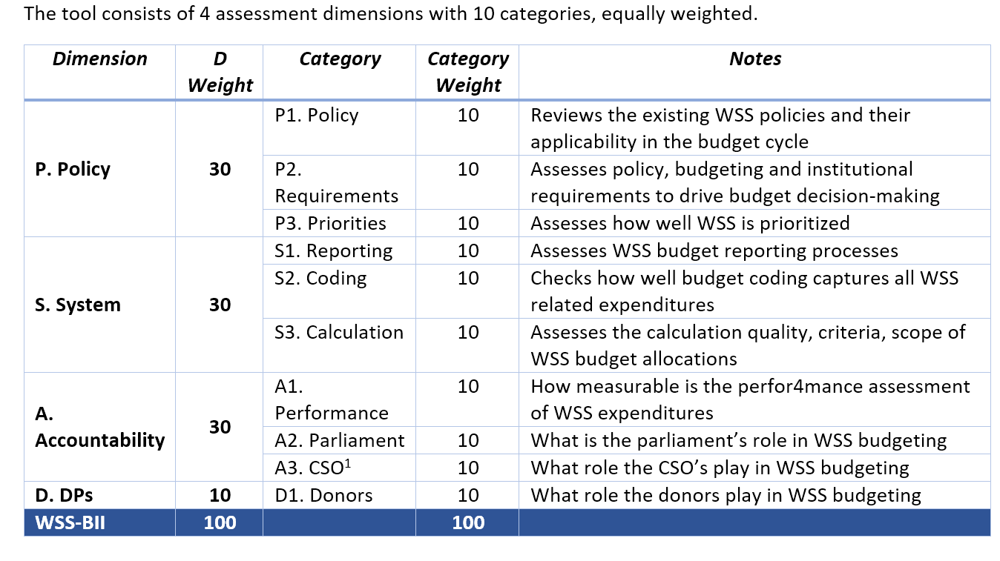 The tool consists of 4 assessment dimensions with 10 categories, equally weighted.
Dimension D Weight Category Category Weight Notes
P. Policy 30 P1. Policy 10 Reviews the existing WSS policies and their
applicability in the budget cycle
P2. Requirements 10 Assesses policy, budgeting and institutional
requirements to drive budget decision-making
P3. Priorities 10 Assesses how well WSS is prioritized
S. System 30 S1. Reporting 10 Assesses WSS budget reporting processes
S2. Coding 10 Checks how well budget coding captures all WSS
related expenditures
S3. Calculation 10 Assesses the calculation quality, criteria, scope of
WSS budget allocations
A. Accountability 30 A1. Performance 10 How measurable is the perfor4mance assessment
of WSS expenditures
A2. Parliament 10 What is the parliament’s role in WSS budgeting
A3. CSO¹ 10 What role the CSO’s play in WSS budgeting
D. DPs 10 D1. Donors 10 What role the donors play in WSS budgeting
WSS-BII 100 100